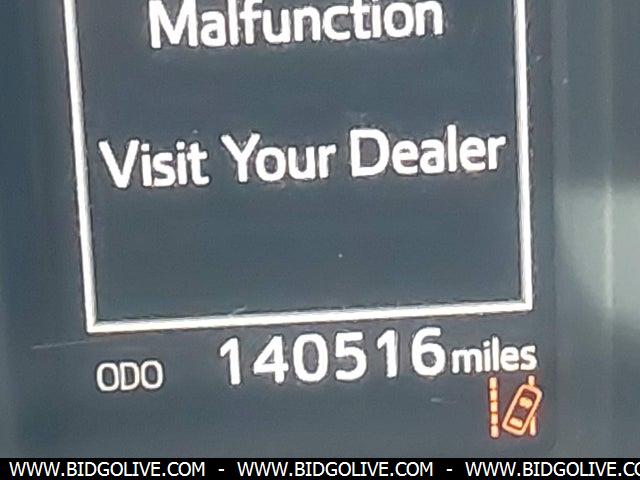 Malfunction
Visit Your Dealer
ODO 140516 miles
WWW.BIDGOLIVE.COM - WWW.BIDGOLIVE.COM - WWW.BIDGOLIVE.CO